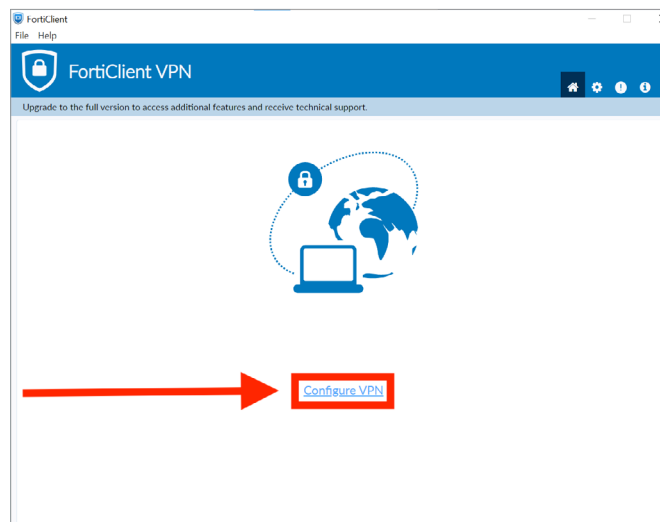 FortiClient
File Help
FortiClient VPN
Upgrade to the full version to access additional features and receive technical support.
Configure VPN